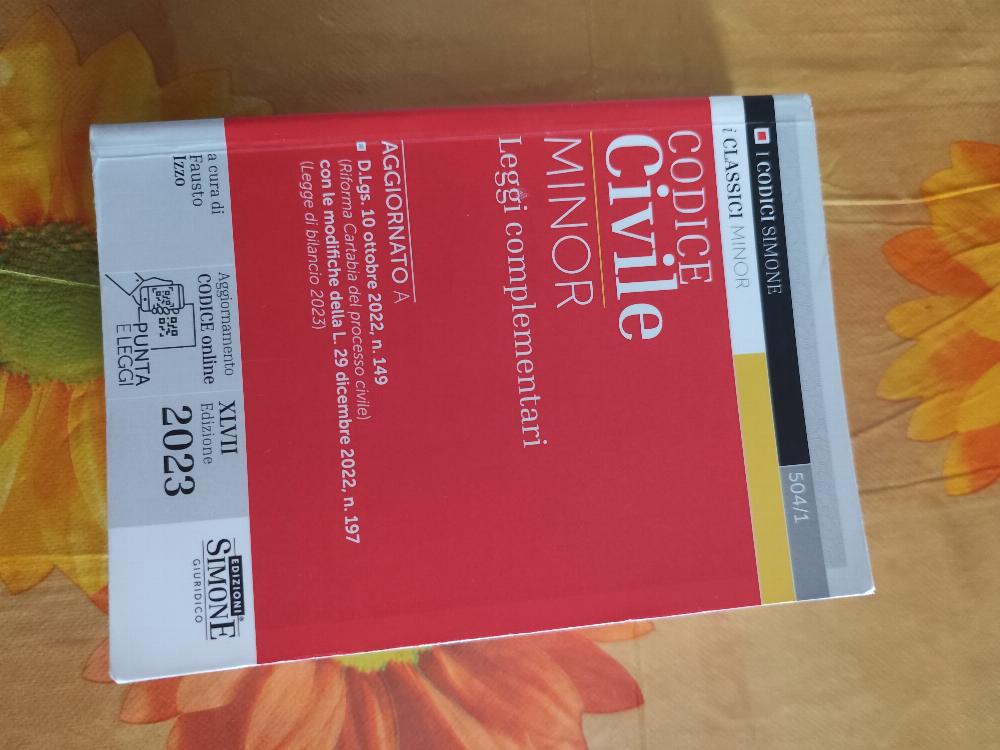 I CODICI SIMONE
504/1
i CLASSICI MINOR
CODICE
Civile
MINOR
Leggi complementari
AGGIORNATO A
D.Lgs. 10 ottobre 2022, n. 149
(Riforma Cartabia del processo civile)
con le modifiche della L. 29 dicembre 2022, n. 197
(Legge di bilancio 2023)
a cura di
Fausto
Izzo
Aggiornamento
CODICE online
PUNTA
E LEGGI
XLVII
Edizione
2023
EDIZIONI
SIMONE
GIURIDICO